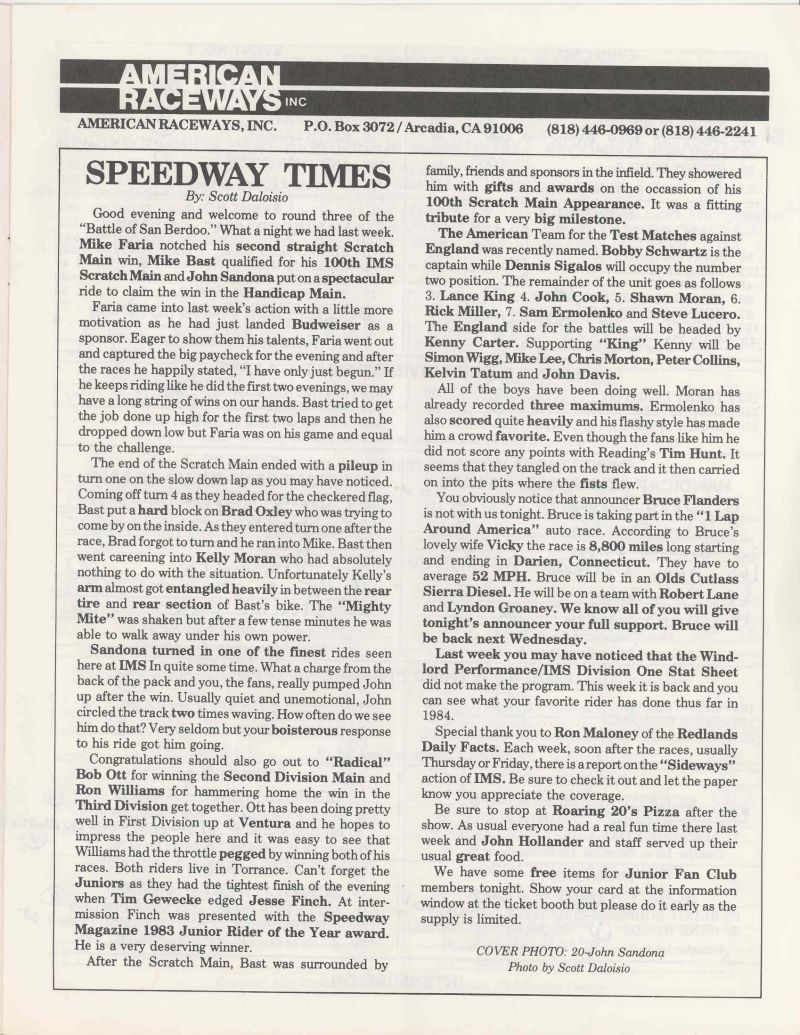 AMERICAN
RACEWAYS INC
AMERICAN RACEWAYS, INC. P.O. Box 3072 / Arcadia, CA 91006 (818) 446-0969 or (818) 446-2241
SPEEDWAY TIMES
By: Scott Daloisio
Good evening and welcome to round three of the
"Battle of San Berdoo." What a night we had last week.
Mike Faria notched his second straight Scratch
Main win, Mike Bast qualified for his 100th IMS
Scratch Main and John Sandona put on a spectacular
ride to claim the win in the Handicap Main.
Faria came into last week's action with a little more
motivation as he had just landed Budweiser as a
sponsor. Eager to show them his talents, Faria went out
and captured the big paycheck for the evening and after
the races he happily stated, "I have only just begun." If
he keeps riding like he did the first two evenings, we may
have a long string of wins on our hands. Bast tried to get
the job done up high for the first two laps and then he
dropped down low but Faria was on his game and equal
to the challenge.
The end of the Scratch Main ended with a pileup in
turn one on the slow down lap as you may have noticed.
Coming off turn 4 as they headed for the checkered flag,
Bast put a hard block on Brad Oxley who was trying to
come by on the inside. As they entered turn one after the
race, Brad forgot to turn and he ran into Mike. Bast then
went careening into Kelly Moran who had absolutely
nothing to do with the situation. Unfortunately Kelly's
arm almost got entangled heavily in between the rear
tire and rear section of Bast's bike. The "Mighty
Mite" was shaken but after a few tense minutes he was
able to walk away under his own power.
Sandona turned in one of the finest rides seen
here at IMS In quite some time. What a charge from the
back of the pack and you, the fans, really pumped John
up after the win. Usually quiet and unemotional, John
circled the track two times waving. How often do we see
him do that? Very seldom but your boisterous response
to his ride got him going.
Congratulations should also go out to "Radical"
Bob Ott for winning the Second Division Main and
Ron Williams for hammering home the win in the
Third Division get together. Ott has been doing pretty
well in First Division up at Ventura and he hopes to
impress the people here and it was easy to see that
Williams had the throttle pegged by winning both of his
races. Both riders live in Torrance. Can't forget the
Juniors as they had the tightest finish of the evening
when Tim Gewecke edged Jesse Finch. At inter-
mission Finch was presented with the Speedway
Magazine 1983 Junior Rider of the Year award.
He is a very deserving winner.
After the Scratch Main, Bast was surrounded by
family, friends and sponsors in the infield. They showered
him with gifts and awards on the occassion of his
100th Scratch Main Appearance. It was a fitting
tribute for a very big milestone.
The American Team for the Test Matches against
England was recently named. Bobby Schwartz is the
captain while Dennis Sigalos will occupy the number
two position. The remainder of the unit goes as follows
3. Lance King 4. John Cook, 5. Shawn Moran, 6.
Rick Miller, 7. Sam Ermolenko and Steve Lucero.
The England side for the battles will be headed by
Kenny Carter. Supporting "King" Kenny will be
Simon Wigg, Mike Lee, Chris Morton, Peter Collins,
Kelvin Tatum and John Davis.
All of the boys have been doing well. Moran has
already recorded three maximums. Ermolenko has
also scored quite heavily and his flashy style has made
him a crowd favorite. Even though the fans like him he
did not score any points with Reading's Tim Hunt. It
seems that they tangled on the track and it then carried
on into the pits where the fists flew.
You obviously notice that announcer Bruce Flanders
is not with us tonight. Bruce is taking part in the "1 Lap
Around America" auto race. According to Bruce's
lovely wife Vicky the race is 8,800 miles long starting
and ending in Darien, Connecticut. They have to
average 52 MPH. Bruce will be in an Olds Cutlass
Sierra Diesel. He will be on a team with Robert Lane
and Lyndon Groaney. We know all of you will give
tonight's announcer your full support. Bruce will
be back next Wednesday.
Last week you may have noticed that the Wind-
lord Performance/IMS Division One Stat Sheet
did not make the program. This week it is back and you
can see what your favorite rider has done thus far in
1984.
Special thank you to Ron Maloney of the Redlands
Daily Facts. Each week, soon after the races, usually
Thursday or Friday, there is a report on the "Sideways"
action of IMS. Be sure to check it out and let the paper
know you appreciate the coverage.
Be sure to stop at Roaring 20's Pizza after the
show. As usual everyone had a real fun time there last
week and John Hollander and staff served up their
usual great food.
We have some free items for Junior Fan Club
members tonight. Show your card at the information
window at the ticket booth but please do it early as the
supply is limited.
COVER PHOTO: 20-John Sandona
Photo by Scott Daloisio